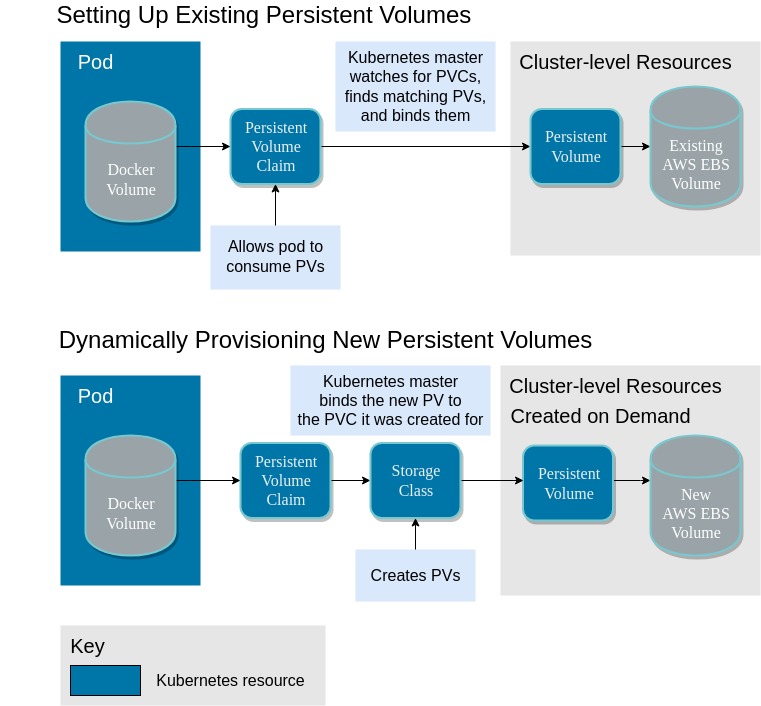 Setting Up Existing Persistent Volumes
Pod
Docker
Volume
Persistent
Volume
Claim
Allows pod to
consume PVs
Kubernetes master
watches for PVCs,
finds matching PVs,
and binds them
Cluster-level Resources
Persistent
Volume
Existing
AWS EBS
Volume
Dynamically Provisioning New Persistent Volumes
Pod
Docker
Volume
Persistent
Volume
Claim
Kubernetes master
binds the new PV to
the PVC it was created for
Storage
Class
Creates PVs
Cluster-level Resources
Created on Demand
Persistent
Volume
New
AWS EBS
Volume
Key
Kubernetes resource